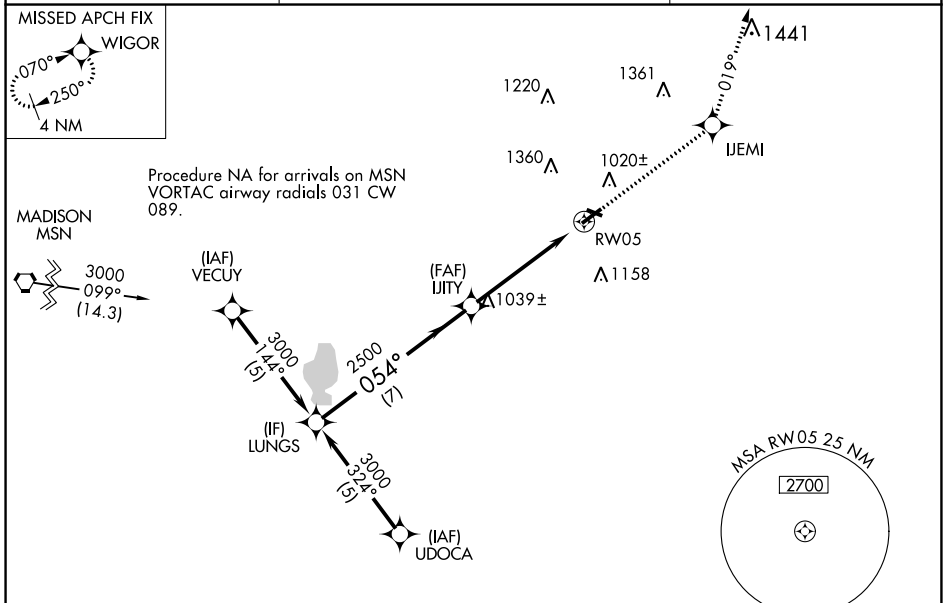 MISSED APCH FIX
WIGOR
070°
250°
4 NM
1441
019°
1220
1361
IJEMI
1360
1020±
Procedure NA for arrivals on MSN
VORTAC airway radials 031 CW
089.
MADISON
MSN
3000
099°
(14.3)
(IAF)
VECUY
RW05
(FAF)
IJITY
1158
1039±
3000
144°
(5)
2500
054°
(7)
(IF)
LUNGS
3000
324°
(5)
(IAF)
UDOCA
MSA RW05 25 NM
2700